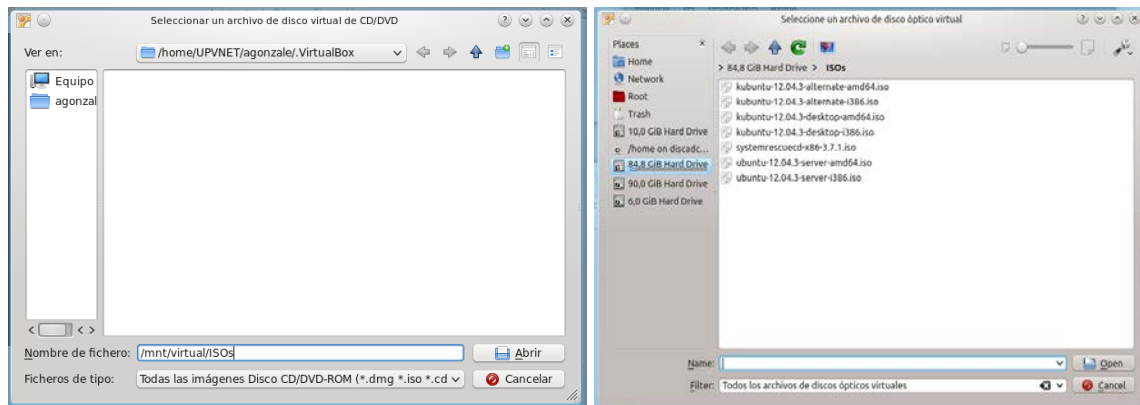 Seleccionar un archivo de disco virtual de CD/DVD
Ver en:
/home/UPVNET/agonzale/.VirtualBox
Equipo
agonzal
Nombre de fichero:
/mnt/virtual/ISOs
Abrir
Ficheros de tipo:
Todas las imágenes Disco CD/DVD-ROM (*.dmg *.iso *.cd
Cancelar
Seleccione un archivo de disco óptico virtual
Places
Home
Network
Root
Trash
10,0 GiB Hard Drive
/home on discadc...
84,8 GiB Hard Drive
90,0 GiB Hard Drive
6,0 GiB Hard Drive
> 84,8 GiB Hard Drive > ISOs
kubuntu-12.04.3-alternate-amd64.iso
kubuntu-12.04.3-alternate-i386.iso
kubuntu-12.04.3-desktop-amd64.iso
kubuntu-12.04.3-desktop-i386.iso
systemrescuecd-x86-3.7.1.iso
ubuntu-12.04.3-server-amd64.iso
ubuntu-12.04.3-server-i386.iso
Name:
Open
Filter:
Todos los archivos de discos ópticos virtuales
Cancel